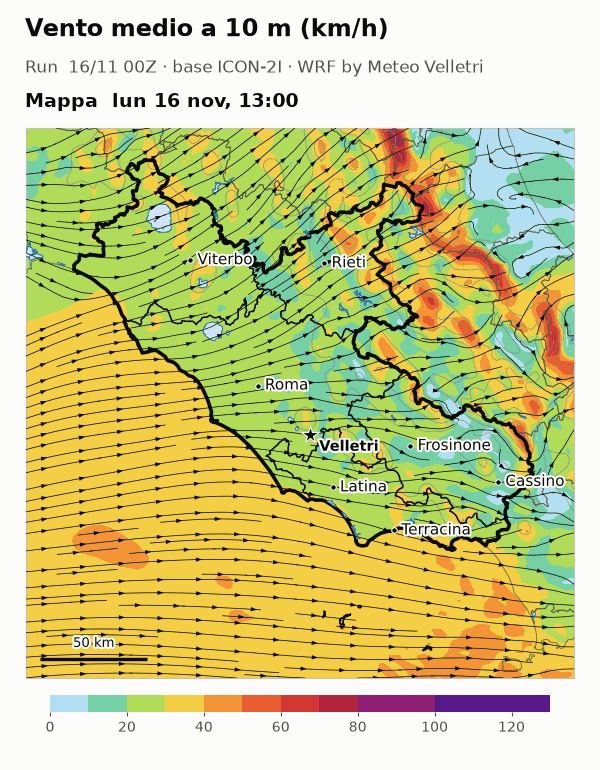 Vento medio a 10 m (km/h)
Run  16/11 00Z · base ICON-2I · WRF by Meteo Velletri
Mappa  lun 16 nov, 13:00
Viterbo
Rieti
Roma
Velletri
Frosinone
Cassino
Latina
Terracina
50 km
0 20 40 60 80 100 120